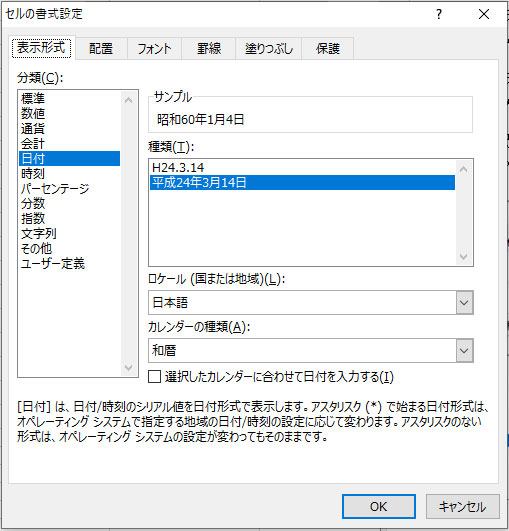 セルの書式設定
表示形式 配置 フォント 罫線 塗りつぶし 保護
分類(C):
標準
数値
通貨
会計
日付
時刻
パーセンテージ
分数
指数
文字列
その他
ユーザー定義
サンプル
昭和60年1月4日
種類(T):
H24.3.14
平成24年3月14日
ロケール (国または地域)(L):
日本語
カレンダーの種類(A):
和暦
選択したカレンダーに合わせて日付を入力する(I)
[日付] は、日付/時刻のシリアル値を日付形式で表示します。アスタリスク (*) で始まる日付形式は、
オペレーティング システムで指定する地域の日付/時刻の設定に応じて変わります。アスタリスクのない
形式は、オペレーティング システムの設定が変わってもそのままです。
OK キャンセル